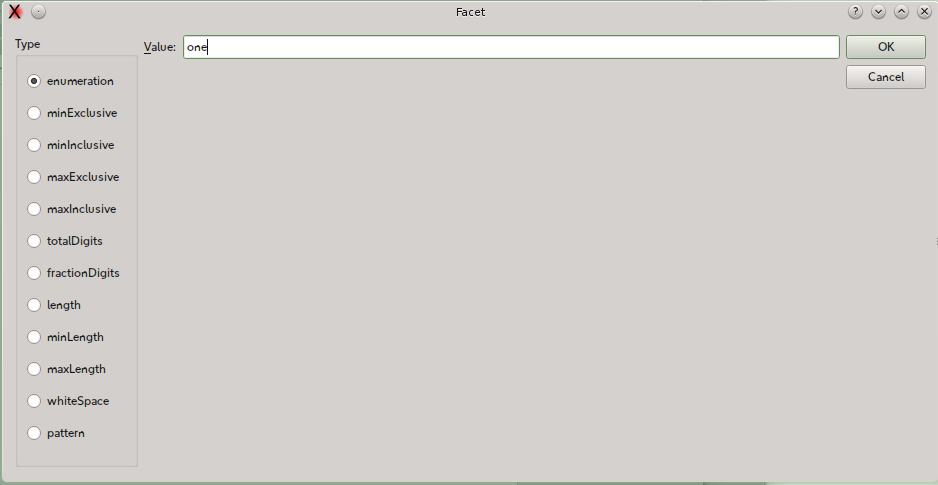 Facet
Type
Value: one
OK
Cancel
enumeration
minExclusive
minInclusive
maxExclusive
maxInclusive
totalDigits
fractionDigits
length
minLength
maxLength
whiteSpace
pattern